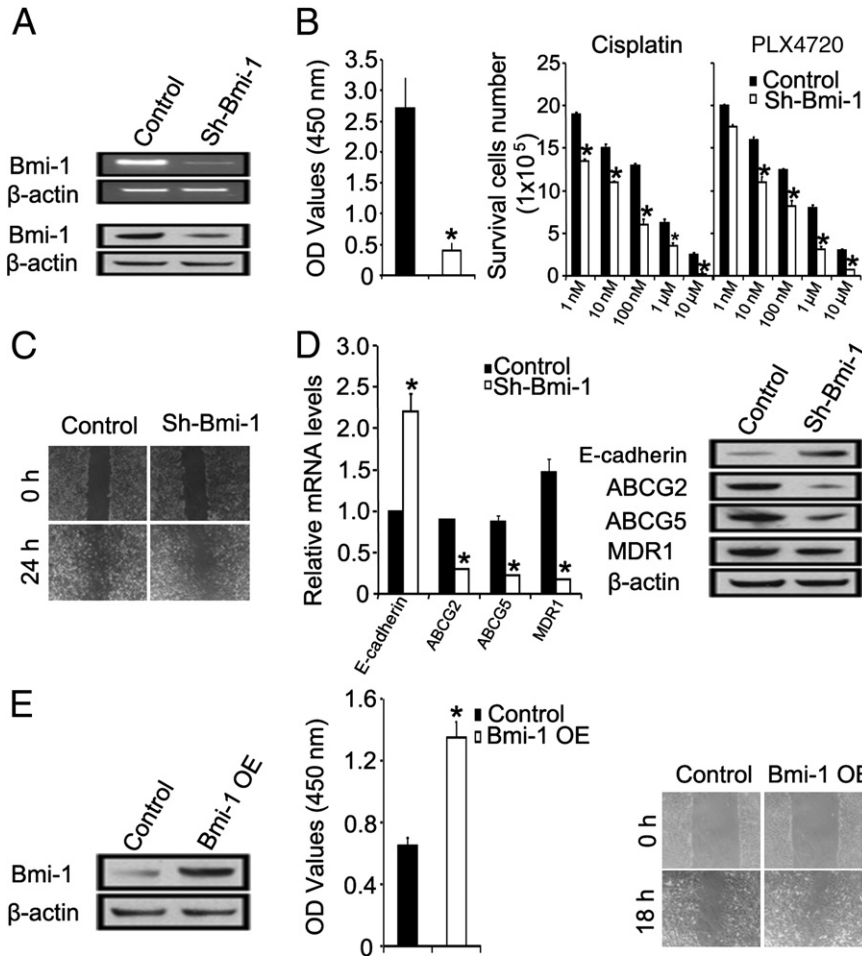 A
Control
Sh-Bmi-1
Bmi-1
β-actin
Bmi-1
β-actin
B
OD Values (450 nm)
3.5
3.0
2.5
2.0
1.5
1.0
0.5
0
*
Survival cells number
(1x10⁵)
25
20
15
10
5
0
Cisplatin
PLX4720
Control
Sh-Bmi-1
* * * * *
* * * *
1 nM
10 nM
100 nM
1 µM
10 µM
1 nM
10 nM
100 nM
1 µM
10 µM
C
Control Sh-Bmi-1
0 h
24 h
D
Relative mRNA levels
3.0
2.5
2.0
1.5
1.0
0.5
0.0
Control
Sh-Bmi-1
* * * *
E-cadherin
ABCG2
ABCG5
MDR1
Control
Sh-Bmi-1
E-cadherin
ABCG2
ABCG5
MDR1
β-actin
E
Control
Bmi-1 OE
Bmi-1
β-actin
OD Values (450 nm)
1.6
1.2
0.8
0.6
0.4
0
*
Control
Bmi-1 OE
Control Bmi-1 OE
0 h
18 h